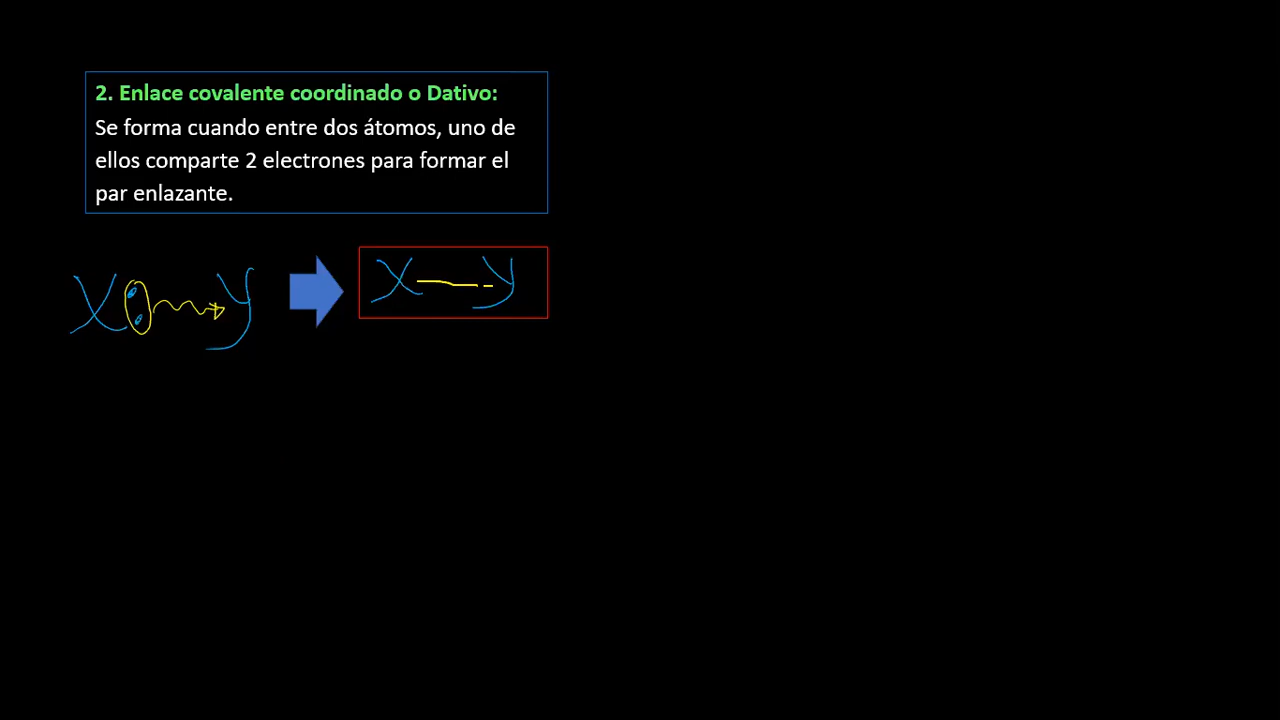 2. Enlace covalente coordinado o Dativo:
Se forma cuando entre dos átomos, uno de
ellos comparte 2 electrones para formar el
par enlazante.
X : Y
X — Y